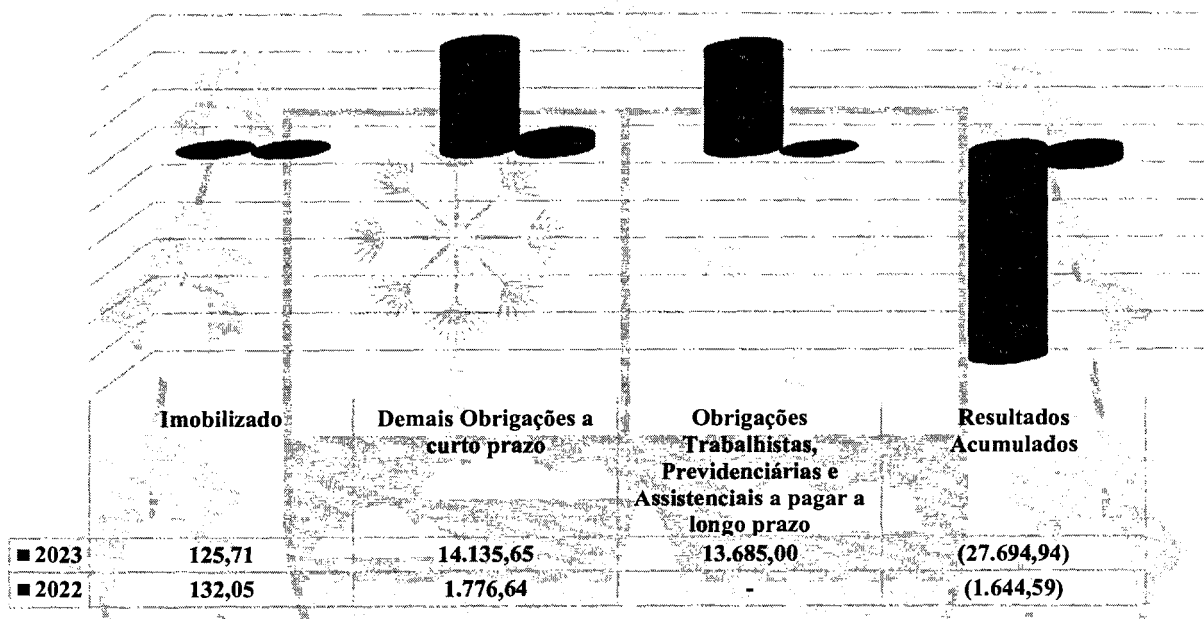 Imobilizado
Demais Obrigações a
curto prazo
Obrigações
Trabalhistas,
Previdenciárias e
Assistenciais a pagar a
longo prazo
Resultados
Acumulados
■ 2023 125,71 14.135,65 13.685,00 (27.694,94)
■ 2022 132,05 1.776,64 - (1.644,59)